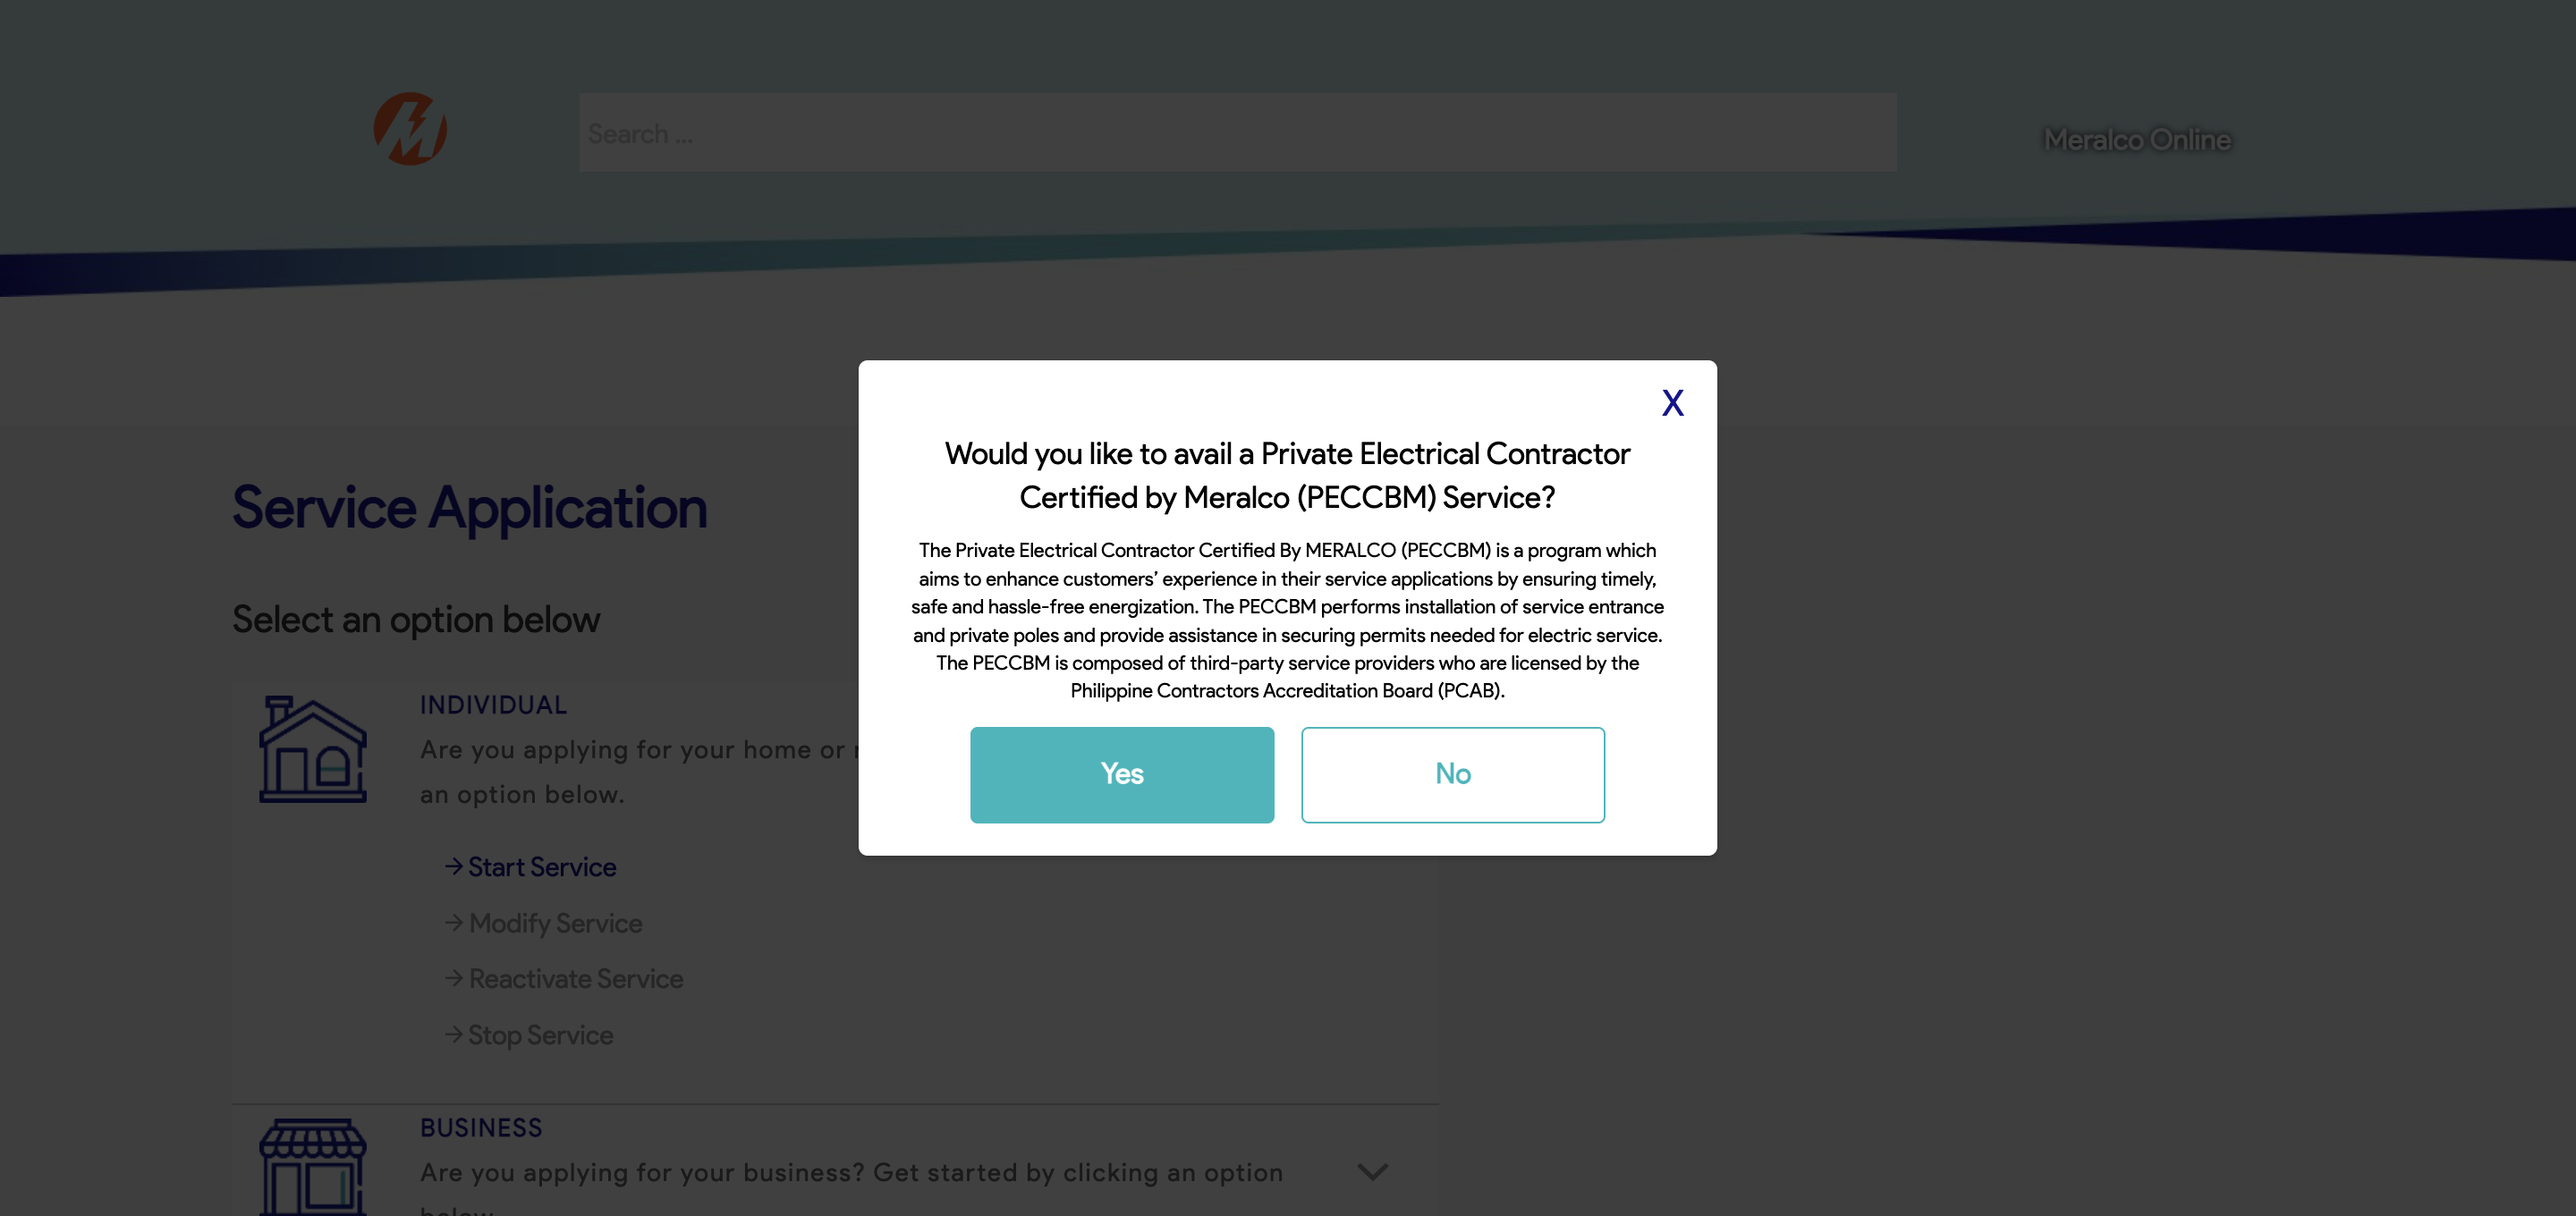 Search ...
Meralco Online
X
Would you like to avail a Private Electrical Contractor
Certified by Meralco (PECCBM) Service?
The Private Electrical Contractor Certified By MERALCO (PECCBM) is a program which
aims to enhance customers’ experience in their service applications by ensuring timely,
safe and hassle-free energization. The PECCBM performs installation of service entrance
and private poles and provide assistance in securing permits needed for electric service.
The PECCBM is composed of third-party service providers who are licensed by the
Philippine Contractors Accreditation Board (PCAB).
Yes
No
Service Application
Select an option below
INDIVIDUAL
Are you applying for your home or
an option below.
→ Start Service
→ Modify Service
→ Reactivate Service
→ Stop Service
BUSINESS
Are you applying for your business? Get started by clicking an option